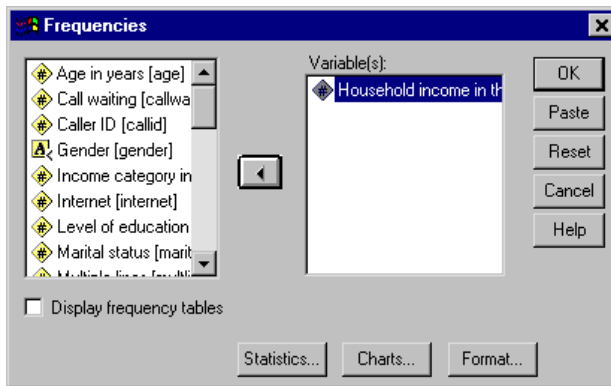 Frequencies
Age in years [age]
Call waiting [callwa
Caller ID [callid]
Gender [gender]
Income category in
Internet [internet]
Level of education
Marital status [marit
Variable(s):
Household income in th
OK
Paste
Reset
Cancel
Help
Display frequency tables
Statistics...
Charts...
Format...